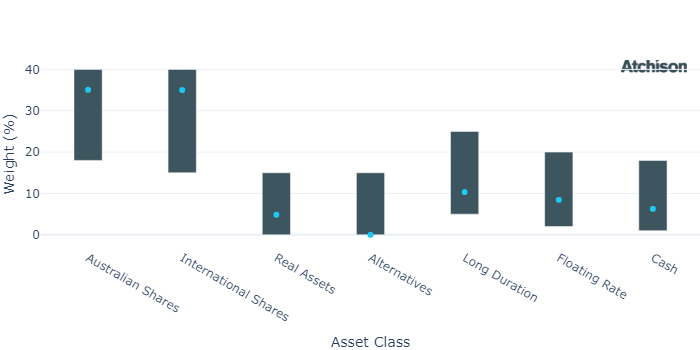 Atchison
Weight (%)
40
30
20
10
0
Australian Shares
International Shares
Real Assets
Alternatives
Long Duration
Floating Rate
Cash
Asset Class